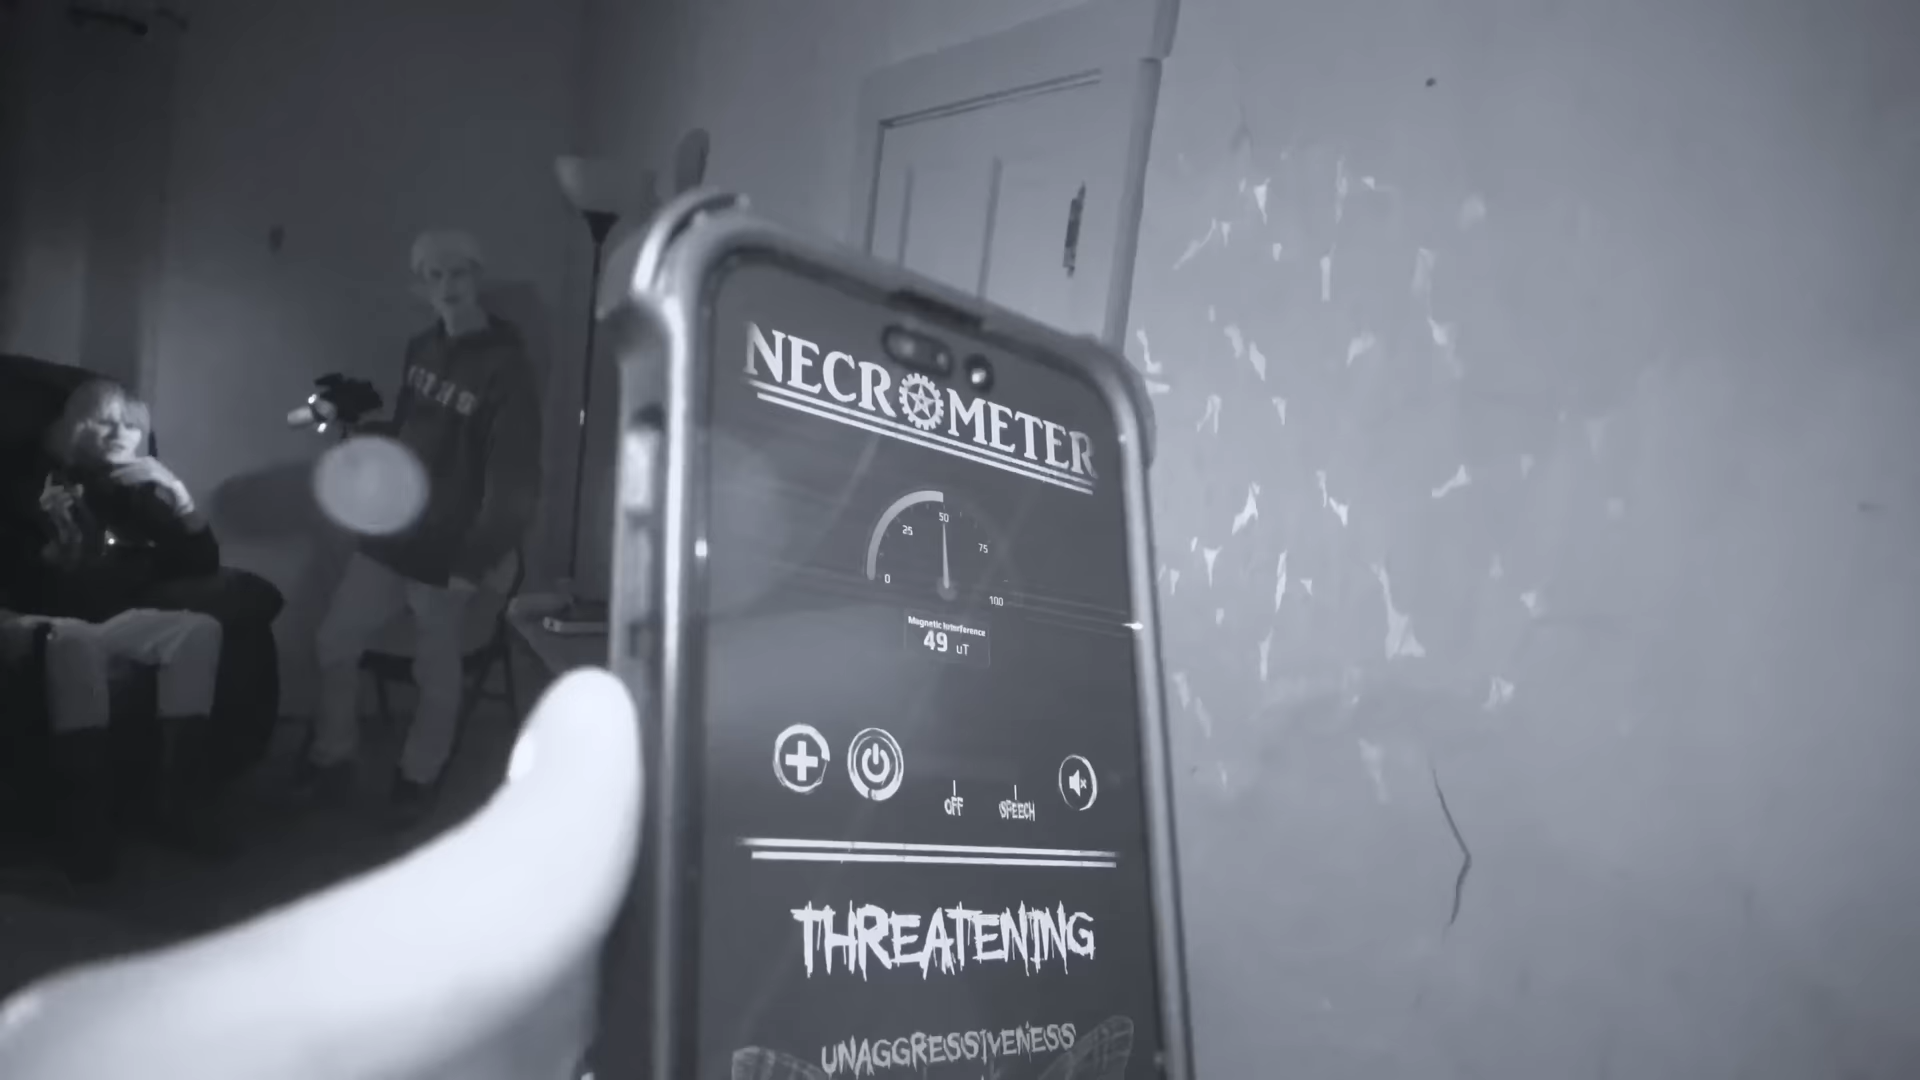 NECROMETER
50
25
75
0
100
Magnetic Interference
49 uT
OFF
SPEECH
THREATENING
UNAGGRESSIVENESS